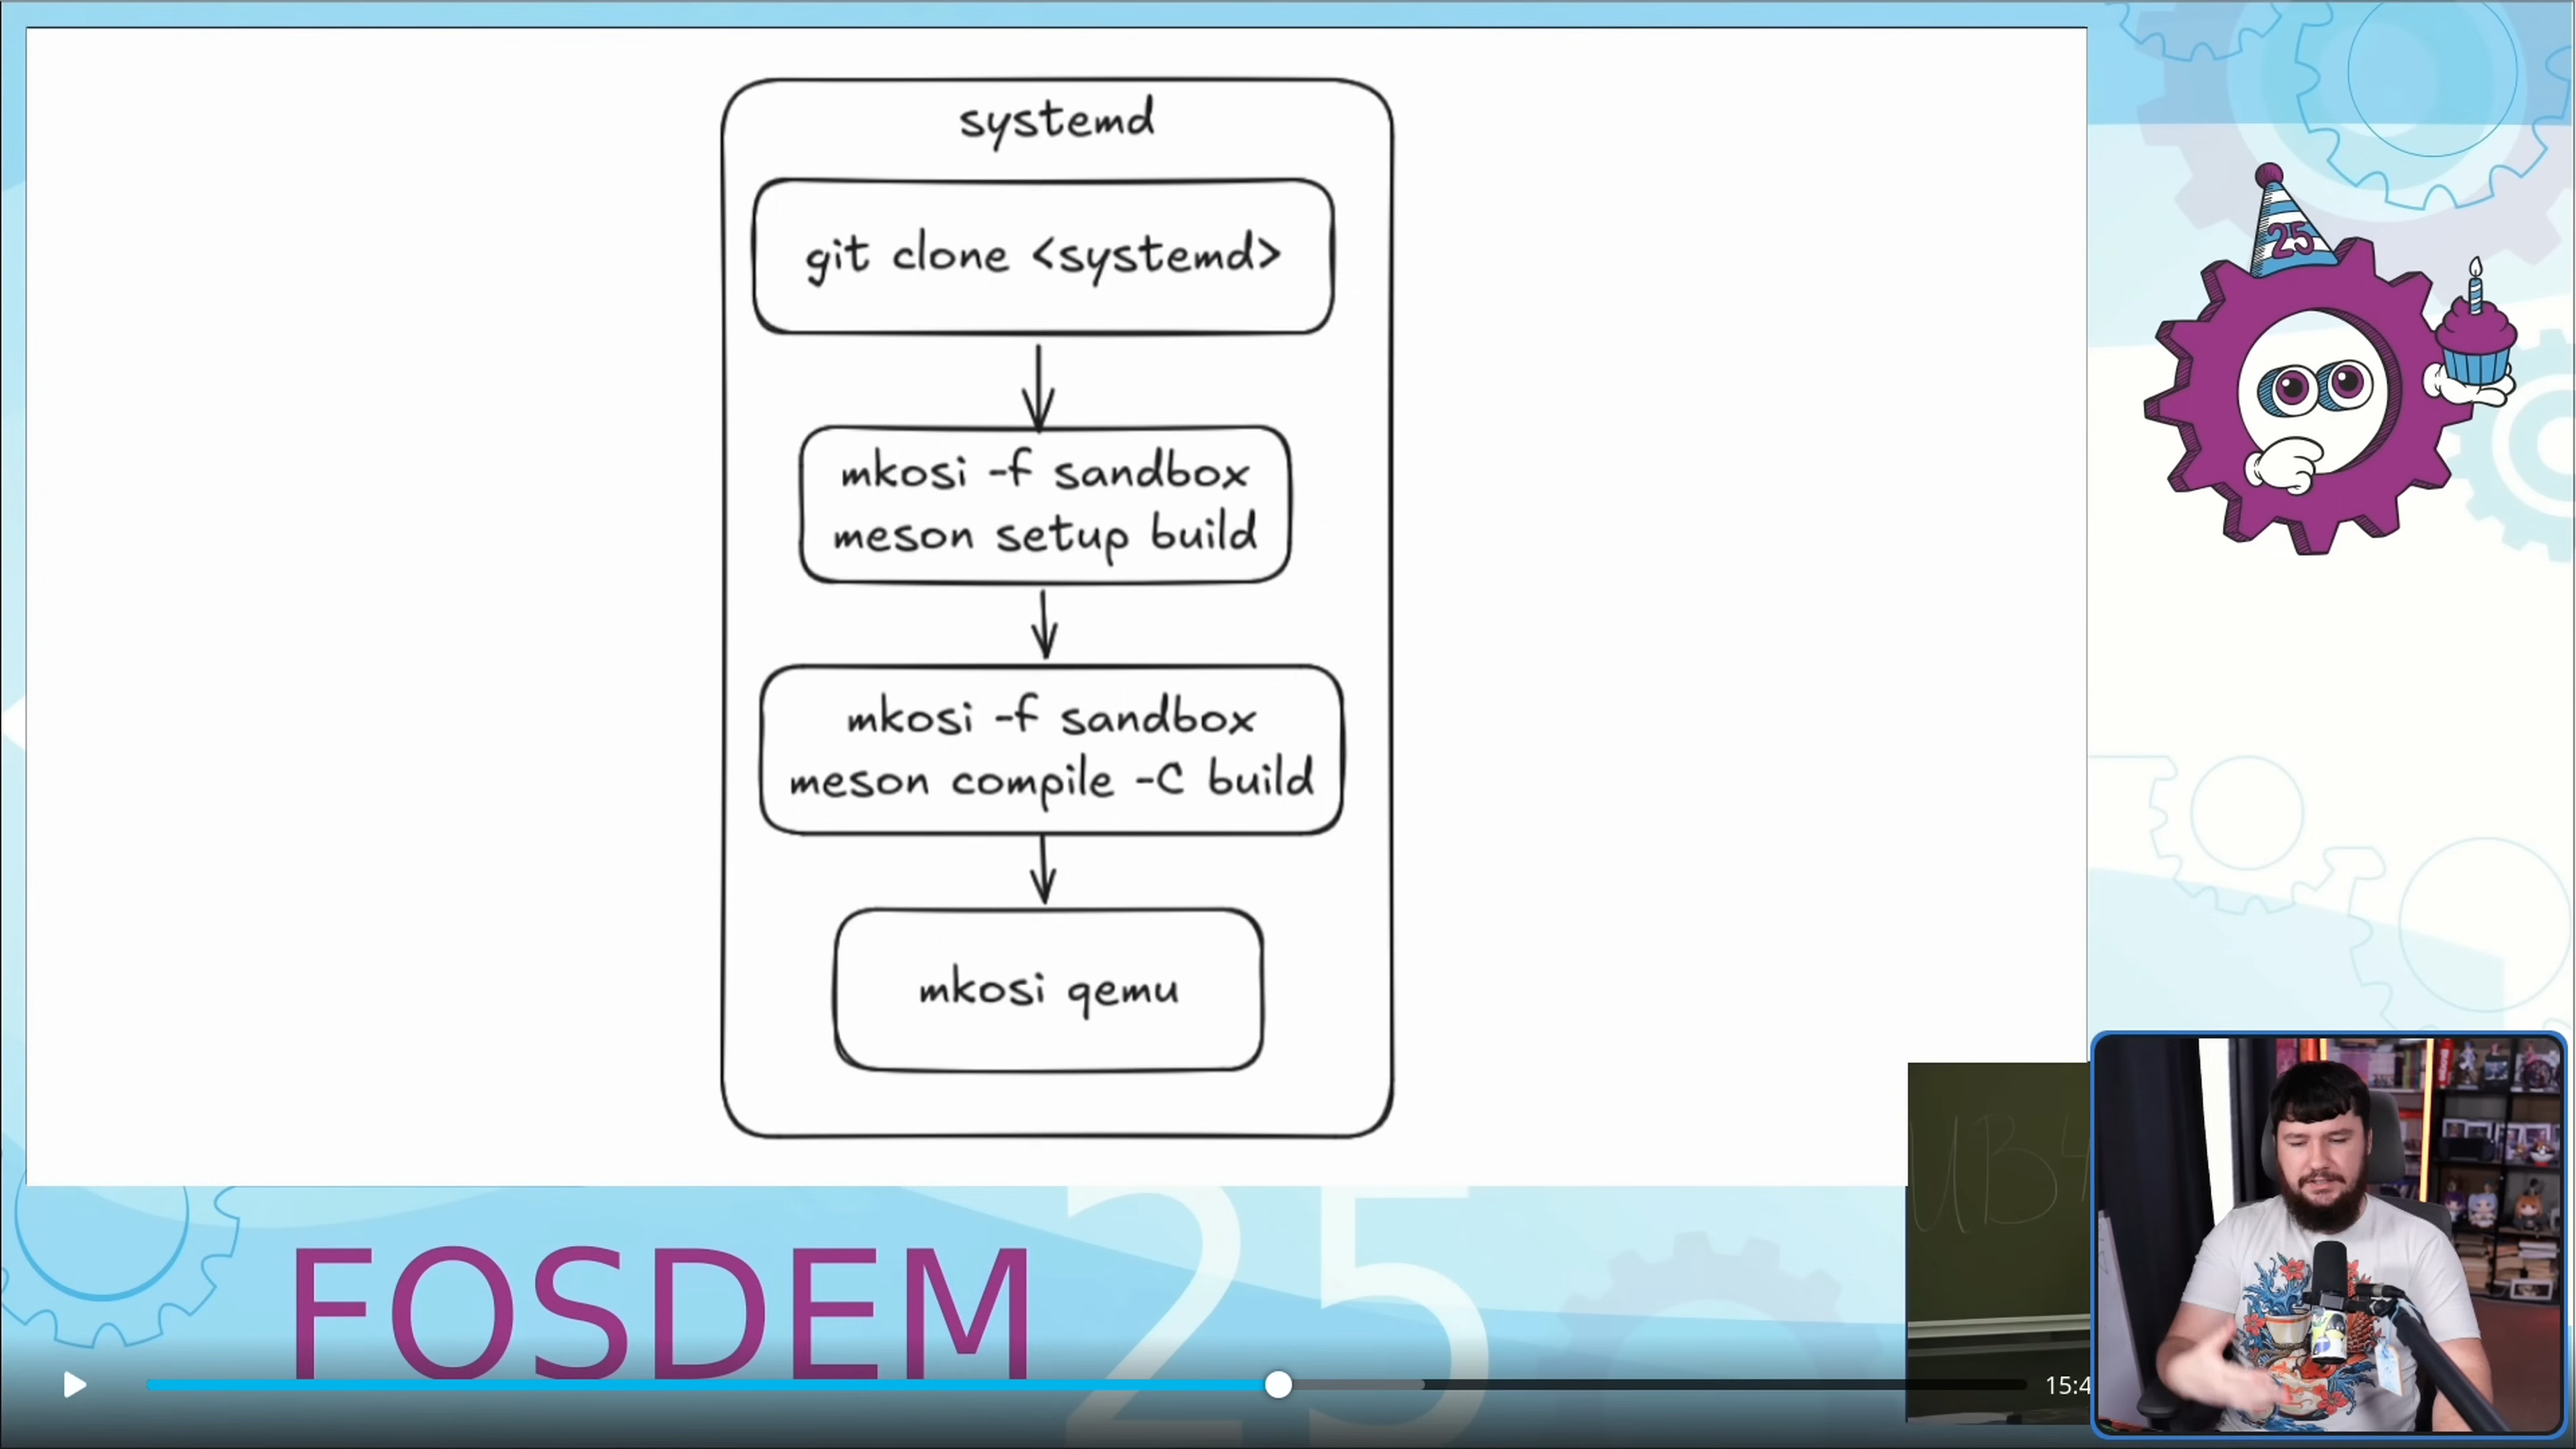 systemd
git clone <systemd>
mkosi -f sandbox
meson setup build
mkosi -f sandbox
meson compile -C build
mkosi qemu
25
FOSDEM
25
UB4
15:4